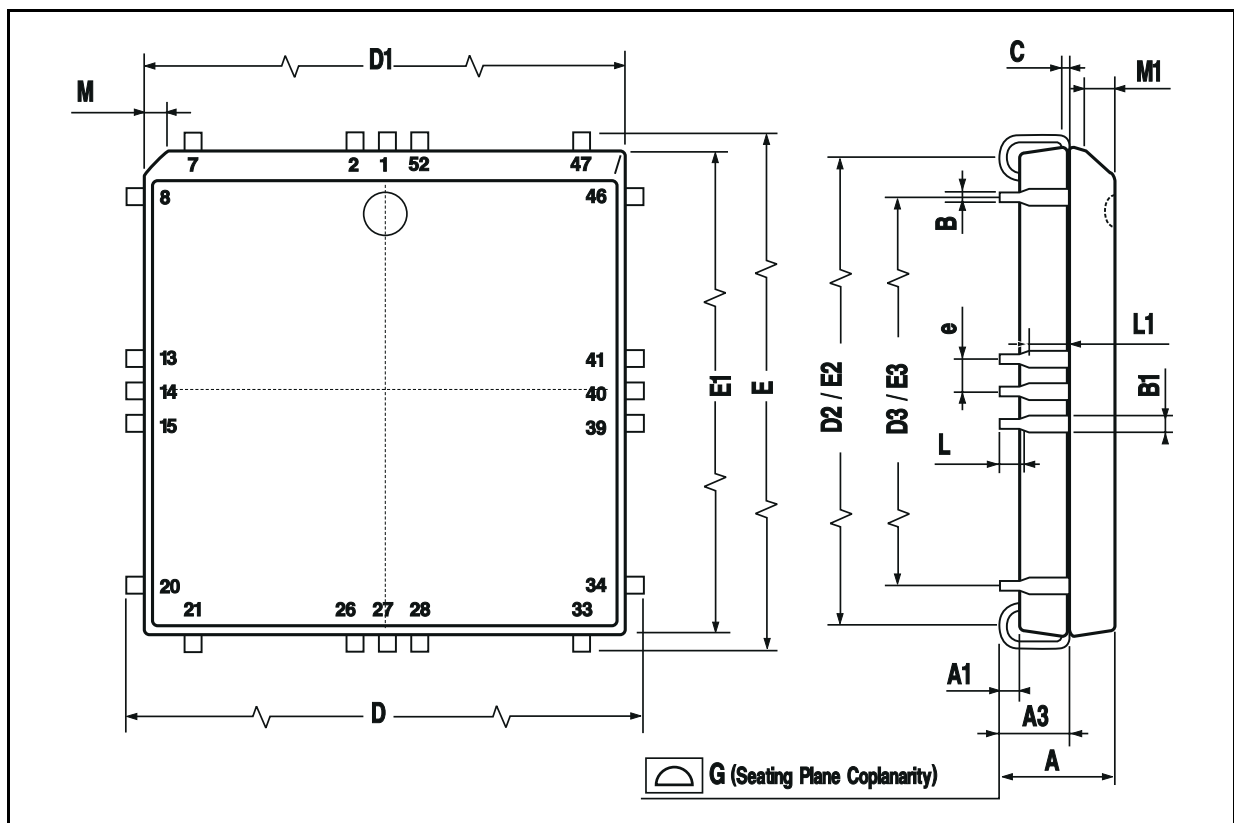 D1
C
M
M1
7 2 1 52 47
8 46
B
e
L1
13 41
14 40
15 39
E1
E
D2 / E2
D3 / E3
B1
L
20 34
21 26 27 28 33
A1
D
A3
A
G (Seating Plane Coplanarity)